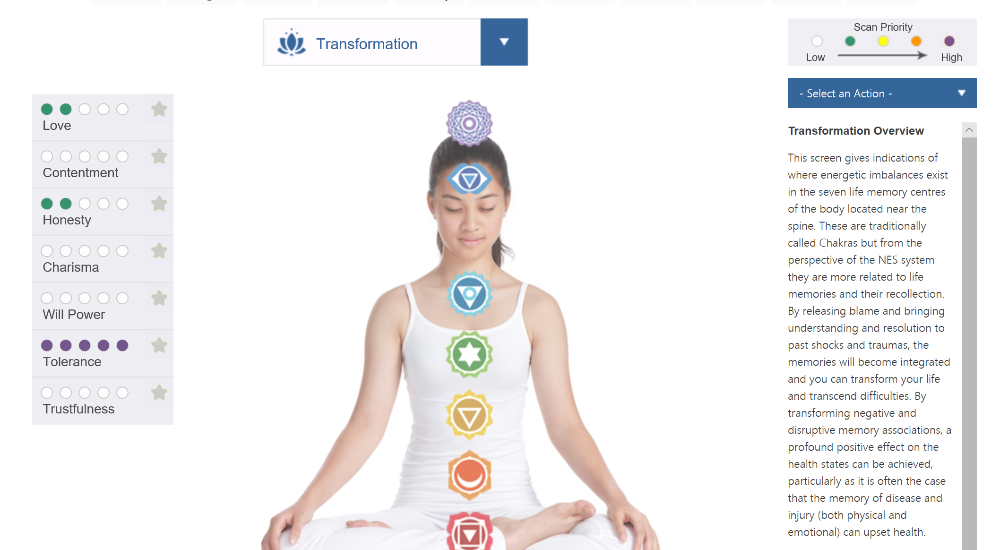 Transformation
Scan Priority
Low
High
- Select an Action -
Love
Contentment
Honesty
Charisma
Will Power
Tolerance
Trustfulness
Transformation Overview
This screen gives indications of
where energetic imbalances exist
in the seven life memory centres
of the body located near the
spine. These are traditionally
called Chakras but from the
perspective of the NES system
they are more related to life
memories and their recollection.
By releasing blame and bringing
understanding and resolution to
past shocks and traumas, the
memories will become integrated
and you can transform your life
and transcend difficulties. By
transforming negative and
disruptive memory associations, a
profound positive effect on the
health states can be achieved,
particularly as it is often the case
that the memory of disease and
injury (both physical and
emotional) can upset health.